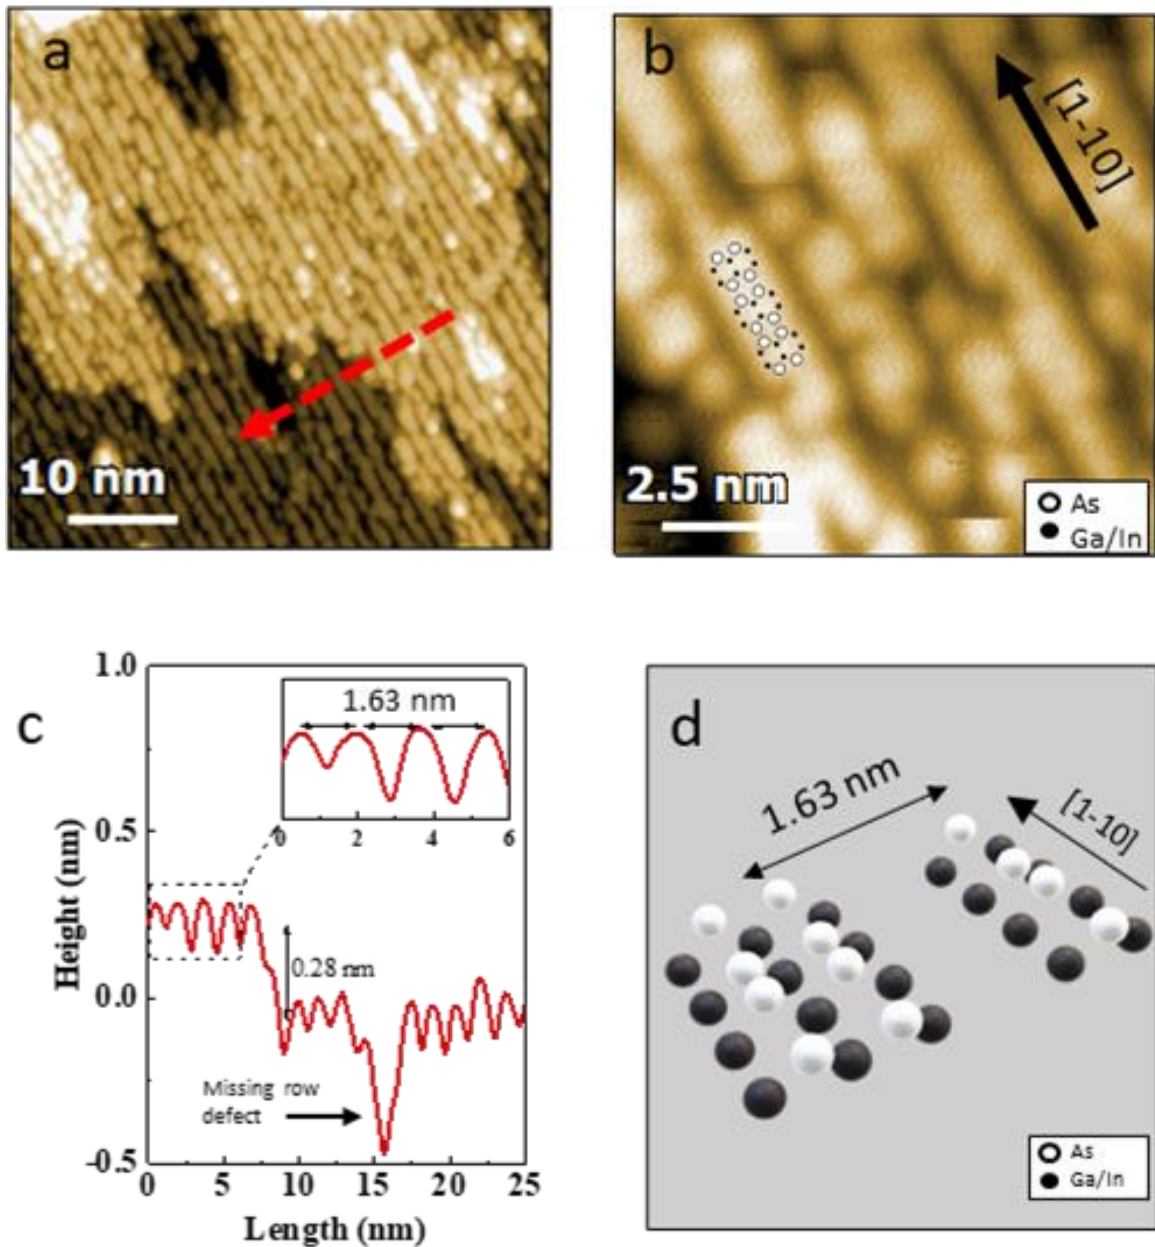 a
10 nm
b
[1-10]
2.5 nm
As
Ga/In
c
Height (nm)
1.0
0.5
0.0
-0.5
1.63 nm
0 2 4 6
0.28 nm
Missing row
defect
0 5 10 15 20 25
Length (nm)
d
1.63 nm
[1-10]
As
Ga/In